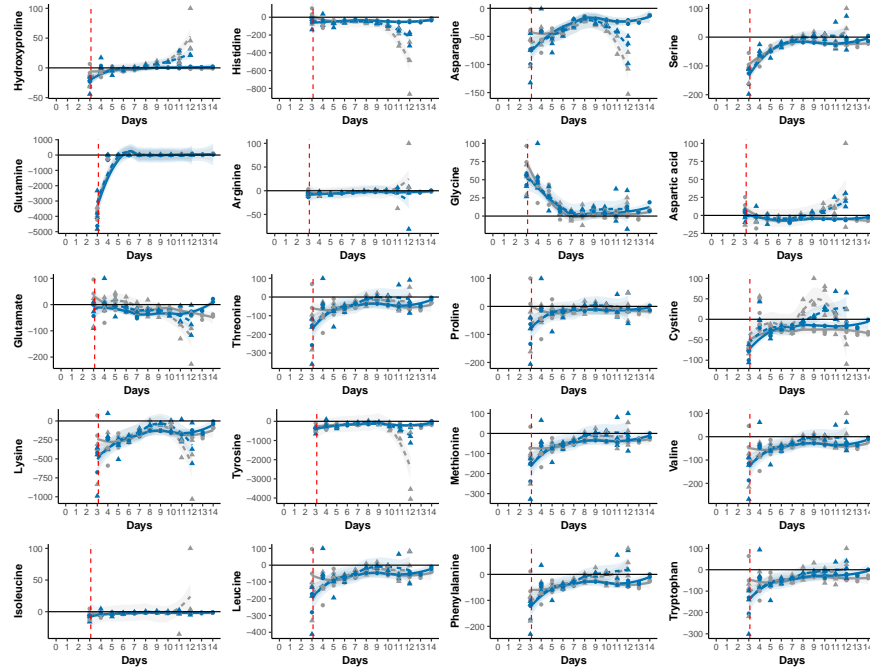 Hydroxyproline
100
50
0
−50
0 1 2 3 4 5 6 7 8 9 10 11 12 13 14
Days
Histidine
0
−200
−400
−600
−800
0 1 2 3 4 5 6 7 8 9 10 11 12 13 14
Days
Asparagine
0
−50
−100
−150
0 1 2 3 4 5 6 7 8 9 10 11 12 13 14
Days
Serine
100
0
−100
−200
0 1 2 3 4 5 6 7 8 9 10 11 12 13 14
Days
Glutamine
1000
0
−1000
−2000
−3000
−4000
−5000
0 1 2 3 4 5 6 7 8 9 10 11 12 13 14
Days
Arginine
100
50
0
−50
0 1 2 3 4 5 6 7 8 9 10 11 12 13 14
Days
Glycine
100
75
50
25
0
0 1 2 3 4 5 6 7 8 9 10 11 12 13 14
Days
Aspartic acid
100
75
50
25
0
−25
0 1 2 3 4 5 6 7 8 9 10 11 12 13 14
Days
Glutamate
100
0
−100
−200
0 1 2 3 4 5 6 7 8 9 10 11 12 13 14
Days
Threonine
100
0
−100
−200
−300
0 1 2 3 4 5 6 7 8 9 10 11 12 13 14
Days
Proline
100
0
−100
−200
0 1 2 3 4 5 6 7 8 9 10 11 12 13 14
Days
Cystine
100
50
0
−50
−100
0 1 2 3 4 5 6 7 8 9 10 11 12 13 14
Days
Lysine
0
−250
−500
−750
−1000
0 1 2 3 4 5 6 7 8 9 10 11 12 13 14
Days
Tyrosine
0
−1000
−2000
−3000
−4000
0 1 2 3 4 5 6 7 8 9 10 11 12 13 14
Days
Methionine
100
0
−100
−200
−300
0 1 2 3 4 5 6 7 8 9 10 11 12 13 14
Days
Valine
100
0
−100
−200
0 1 2 3 4 5 6 7 8 9 10 11 12 13 14
Days
Isoleucine
100
50
0
0 1 2 3 4 5 6 7 8 9 10 11 12 13 14
Days
Leucine
100
0
−100
−200
−300
−400
0 1 2 3 4 5 6 7 8 9 10 11 12 13 14
Days
Phenylalanine
100
0
−100
−200
0 1 2 3 4 5 6 7 8 9 10 11 12 13 14
Days
Tryptophan
100
0
−100
−200
−300
0 1 2 3 4 5 6 7 8 9 10 11 12 13 14
Days